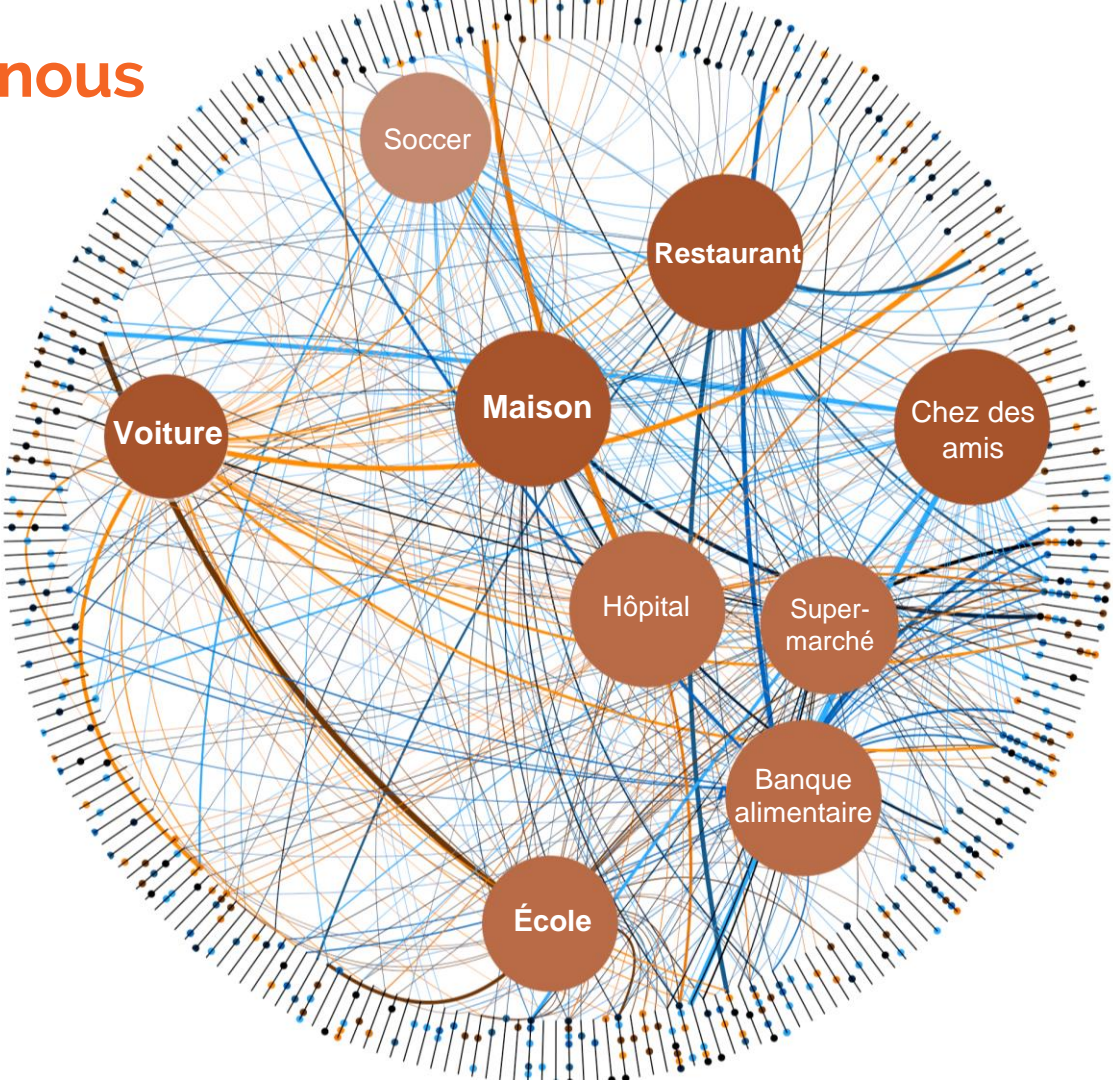 nous
Soccer
Restaurant
Maison
Chez des
amis
Voiture
Hôpital
Super-
marché
Banque
alimentaire
École